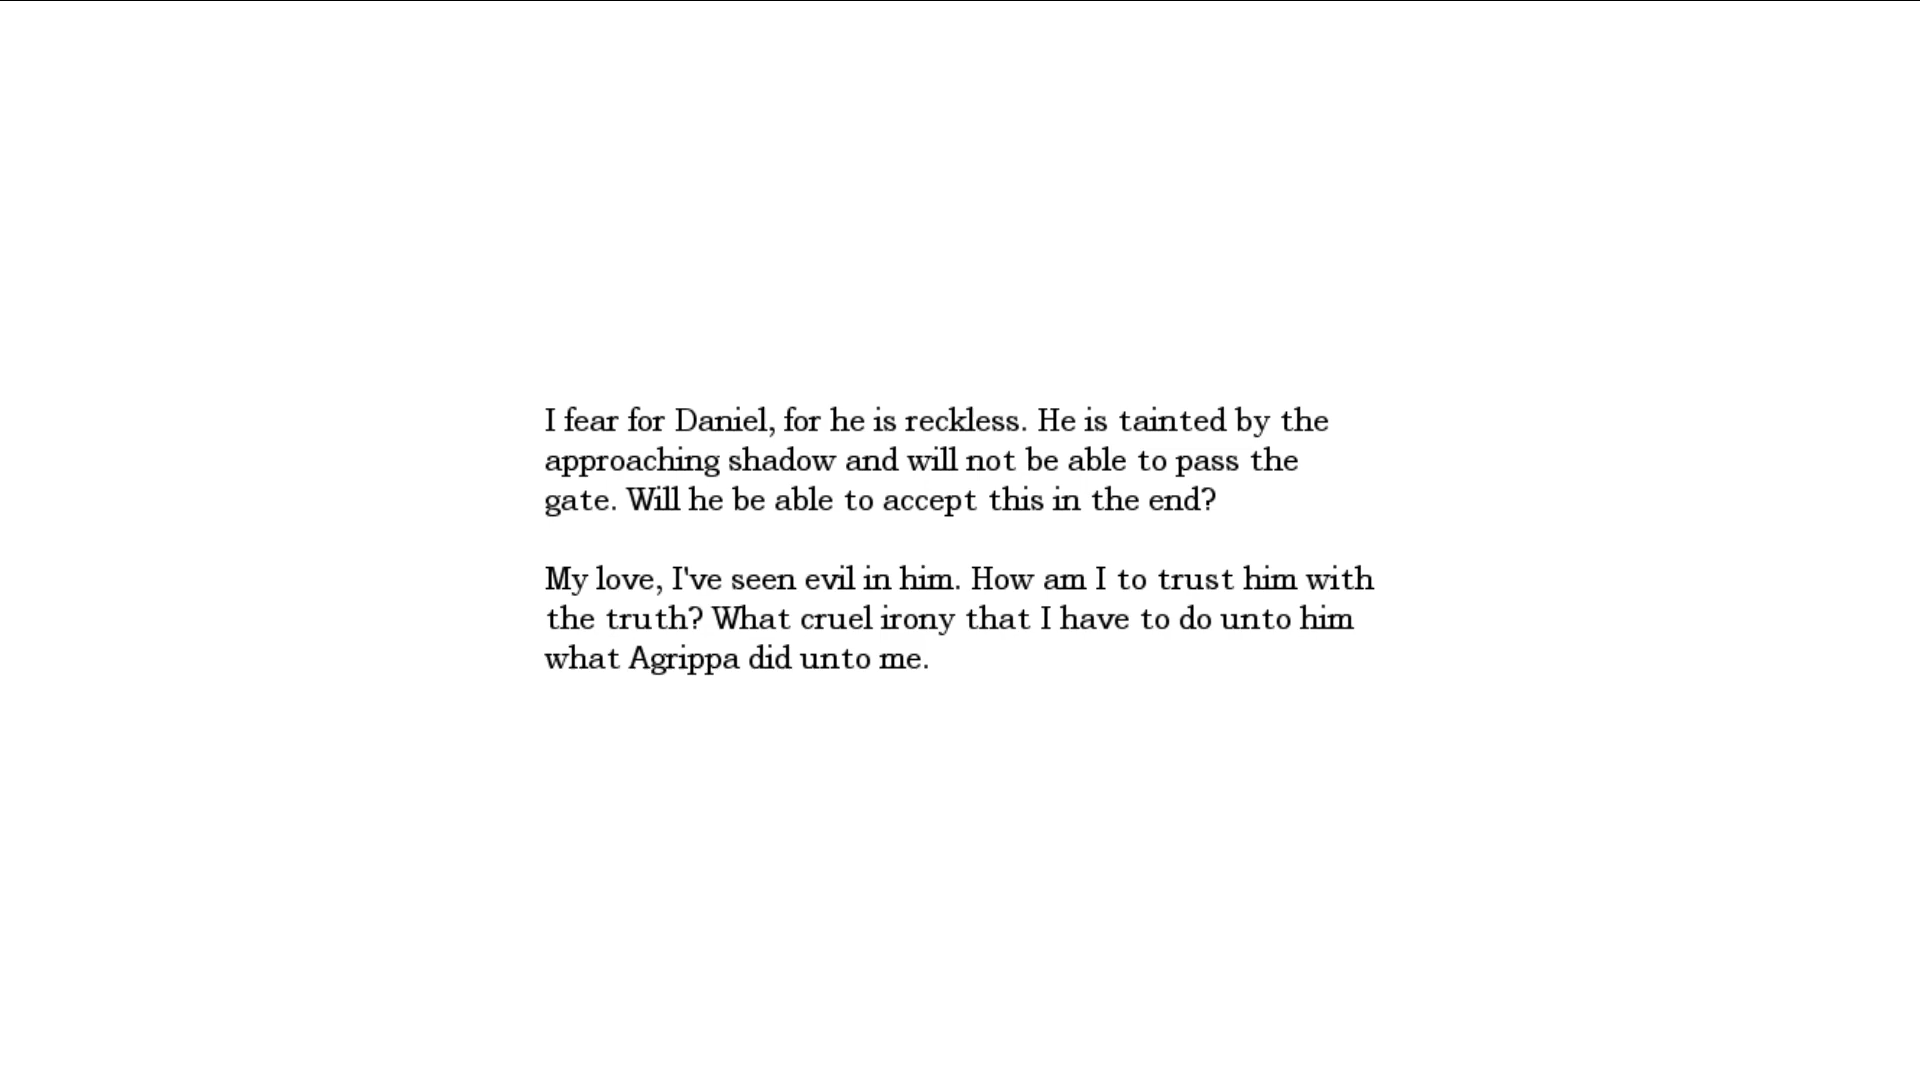 I fear for Daniel, for he is reckless. He is tainted by the
approaching shadow and will not be able to pass the
gate. Will he be able to accept this in the end?
My love, I've seen evil in him. How am I to trust him with
the truth? What cruel irony that I have to do unto him
what Agrippa did unto me.